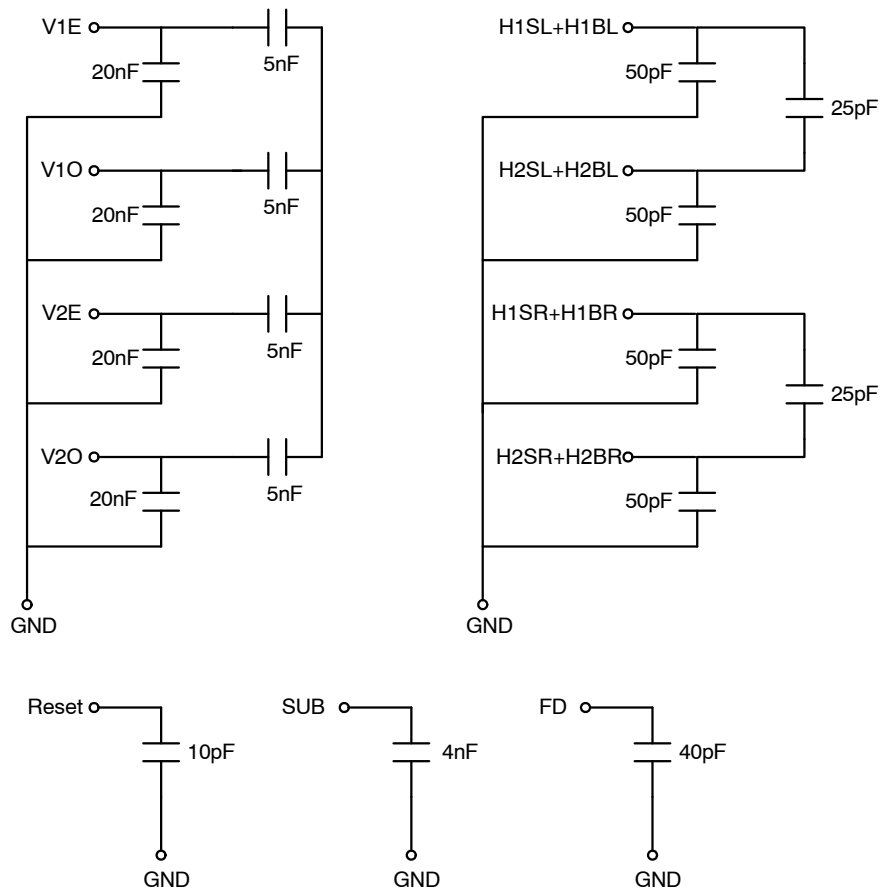 V1E
20nF
5nF
V1O
20nF
5nF
V2E
20nF
5nF
V2O
20nF
5nF
GND
H1SL+H1BL
50pF
25pF
H2SL+H2BL
50pF
H1SR+H1BR
50pF
25pF
H2SR+H2BR
50pF
GND
Reset
10pF
GND
SUB
4nF
GND
FD
40pF
GND